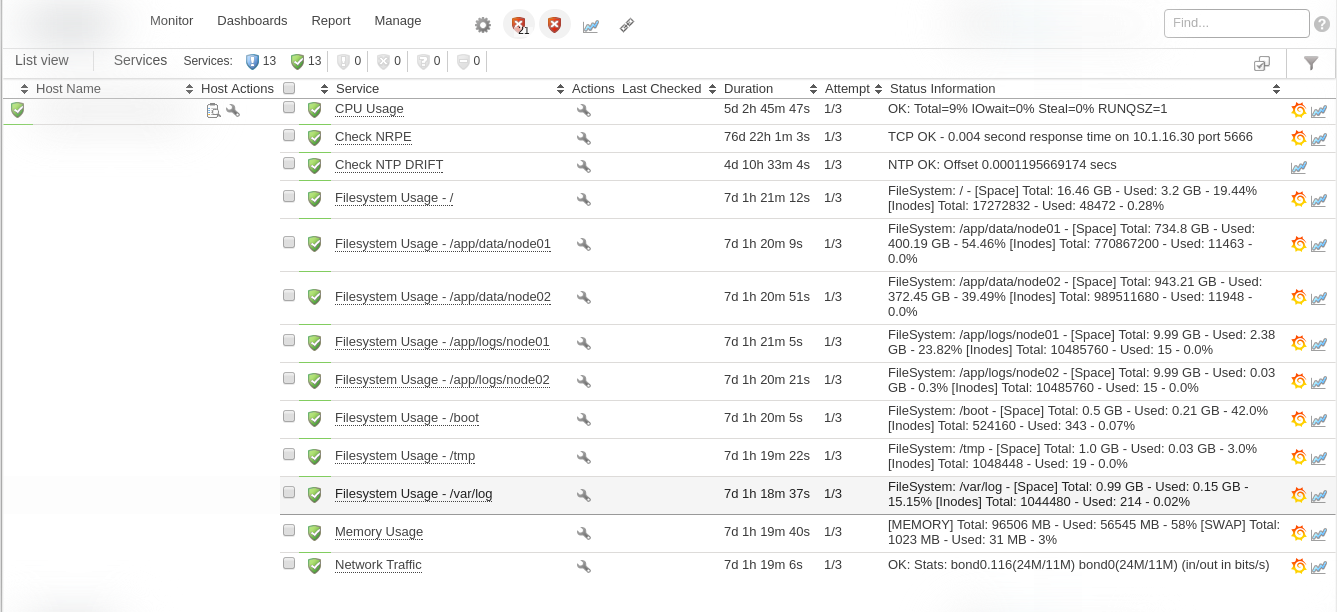 Monitor Dashboards Report Manage 21 Find... ?
List view Services Services: 13 13 0 0 0 0
Host Name Host Actions Service Actions Last Checked Duration Attempt Status Information
CPU Usage 5d 2h 45m 47s 1/3 OK: Total=9% IOwait=0% Steal=0% RUNQSZ=1
Check NRPE 76d 22h 1m 3s 1/3 TCP OK - 0.004 second response time on 10.1.16.30 port 5666
Check NTP DRIFT 4d 10h 33m 4s 1/3 NTP OK: Offset 0.0001195669174 secs
Filesystem Usage - / 7d 1h 21m 12s 1/3 FileSystem: / - [Space] Total: 16.46 GB - Used: 3.2 GB - 19.44%
[Inodes] Total: 17272832 - Used: 48472 - 0.28%
Filesystem Usage - /app/data/node01 7d 1h 20m 9s 1/3 FileSystem: /app/data/node01 - [Space] Total: 734.8 GB - Used:
400.19 GB - 54.46% [Inodes] Total: 770867200 - Used: 11463 -
0.0%
Filesystem Usage - /app/data/node02 7d 1h 20m 51s 1/3 FileSystem: /app/data/node02 - [Space] Total: 943.21 GB - Used:
372.45 GB - 39.49% [Inodes] Total: 989511680 - Used: 11948 -
0.0%
Filesystem Usage - /app/logs/node01 7d 1h 21m 5s 1/3 FileSystem: /app/logs/node01 - [Space] Total: 9.99 GB - Used: 2.38
GB - 23.82% [Inodes] Total: 10485760 - Used: 15 - 0.0%
Filesystem Usage - /app/logs/node02 7d 1h 20m 21s 1/3 FileSystem: /app/logs/node02 - [Space] Total: 9.99 GB - Used: 0.03
GB - 0.3% [Inodes] Total: 10485760 - Used: 15 - 0.0%
Filesystem Usage - /boot 7d 1h 20m 5s 1/3 FileSystem: /boot - [Space] Total: 0.5 GB - Used: 0.21 GB - 42.0%
[Inodes] Total: 524160 - Used: 343 - 0.07%
Filesystem Usage - /tmp 7d 1h 19m 22s 1/3 FileSystem: /tmp - [Space] Total: 1.0 GB - Used: 0.03 GB - 3.0%
[Inodes] Total: 1048448 - Used: 19 - 0.0%
Filesystem Usage - /var/log 7d 1h 18m 37s 1/3 FileSystem: /var/log - [Space] Total: 0.99 GB - Used: 0.15 GB -
15.15% [Inodes] Total: 1044480 - Used: 214 - 0.02%
Memory Usage 7d 1h 19m 40s 1/3 [MEMORY] Total: 96506 MB - Used: 56545 MB - 58% [SWAP] Total:
1023 MB - Used: 31 MB - 3%
Network Traffic 7d 1h 19m 6s 1/3 OK: Stats: bond0.116(24M/11M) bond0(24M/11M) (in/out in bits/s)